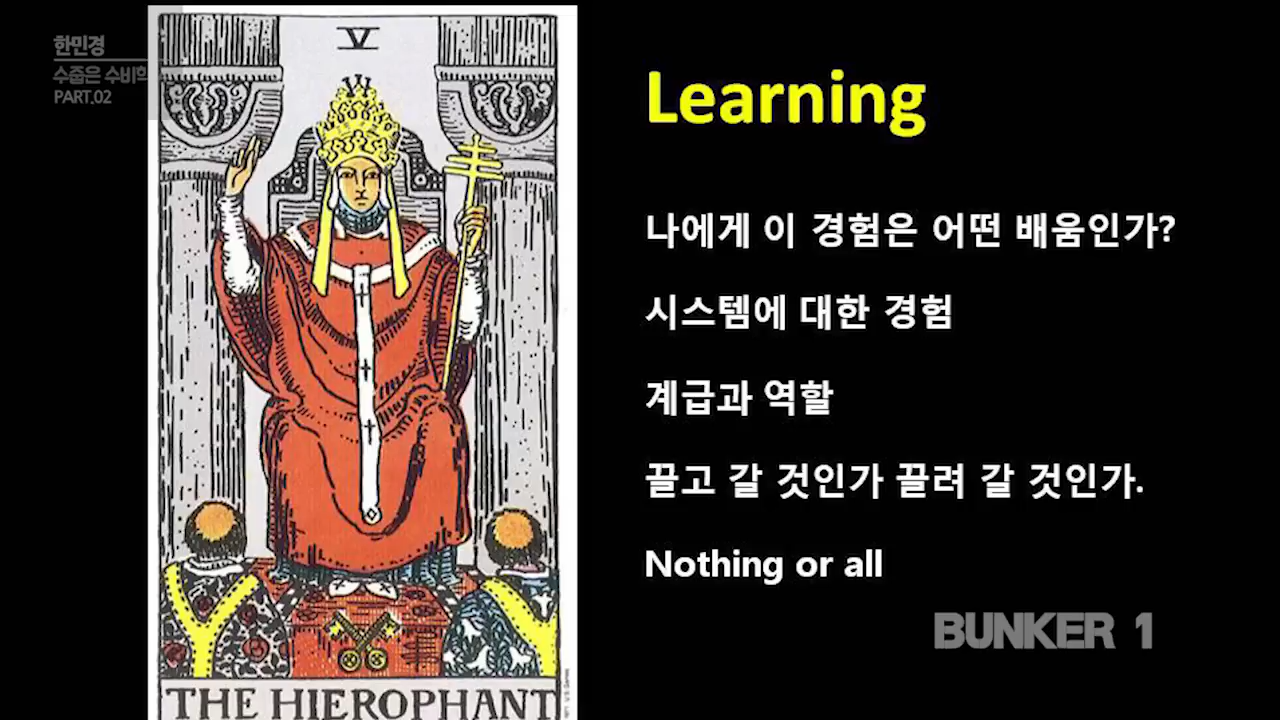 한민경
수줍은 수비학
PART.02
V
THE HIEROPHANT
Learning
나에게 이 경험은 어떤 배움인가?
시스템에 대한 경험
계급과 역할
끌고 갈 것인가 끌려 갈 것인가.
Nothing or all
BUNKER 1